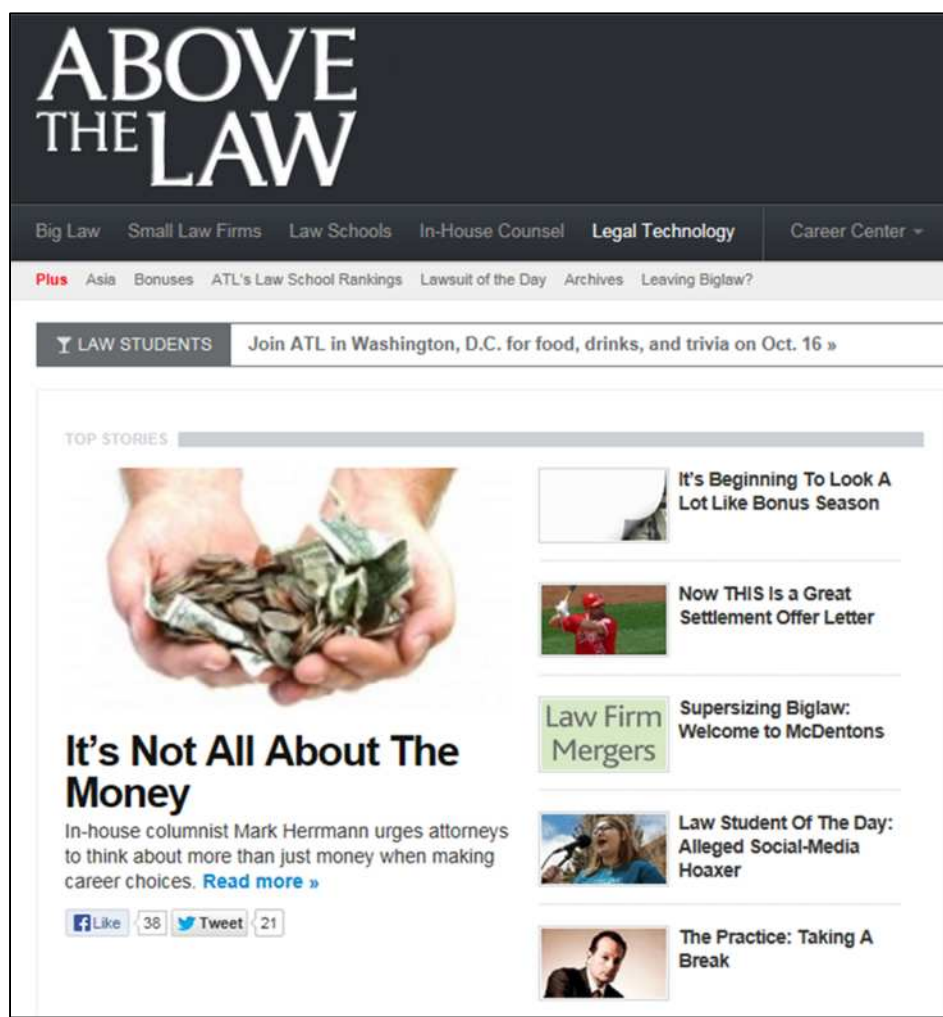 ABOVE
THE LAW
Big Law Small Law Firms Law Schools In-House Counsel Legal Technology Career Center
Plus Asia Bonuses ATL's Law School Rankings Lawsuit of the Day Archives Leaving Biglaw?
LAW STUDENTS Join ATL in Washington, D.C. for food, drinks, and trivia on Oct. 16 »
TOP STORIES
It's Not All About The
Money
In-house columnist Mark Herrmann urges attorneys
to think about more than just money when making
career choices. Read more »
Like 38 Tweet 21
It's Beginning To Look A
Lot Like Bonus Season
Now THIS Is a Great
Settlement Offer Letter
Law Firm
Mergers
Supersizing Biglaw:
Welcome to McDentons
Law Student Of The Day:
Alleged Social-Media
Hoaxer
The Practice: Taking A
Break